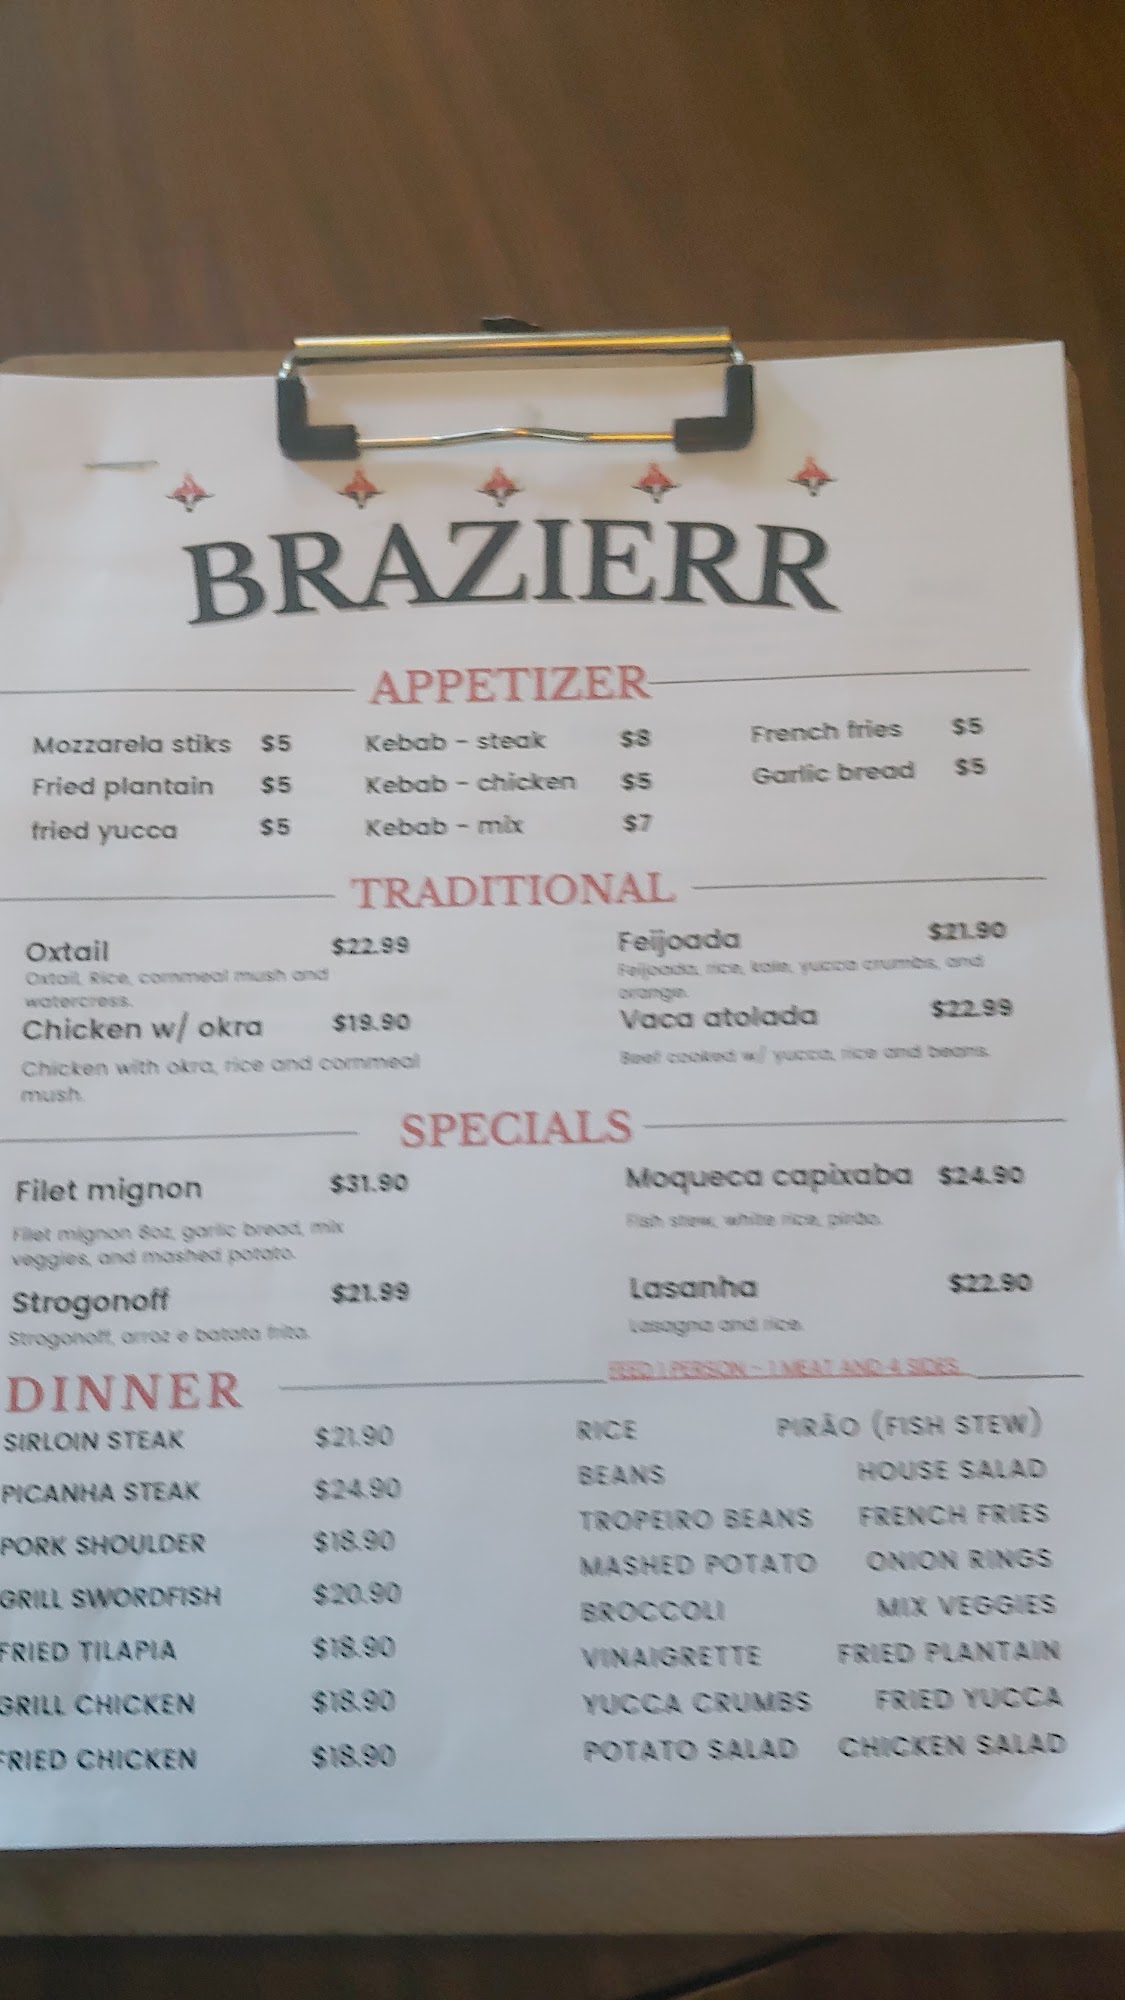 BRAZIERR
APPETIZER
Mozzarela stiks $5 Kebab - steak $8 French fries $5
Fried plantain $5 Kebab - chicken $5 Garlic bread $5
fried yucca $5 Kebab - mix $7
TRADITIONAL
Oxtail $22.99
Oxtail, Rice, cornmeal mush and
watercress.
Chicken w/ okra $19.90
Chicken with okra, rice and cornmeal
mush.
Feijoada $21.90
Feijoada, rice, kale, yucca crumbs, and
orange.
Vaca atolada $22.99
Beef cooked w/ yucca, rice and beans.
SPECIALS
Filet mignon $31.90
Filet mignon 8oz, garlic bread, mix
veggies, and mashed potato.
Strogonoff $21.99
Strogonoff, arroz e batata frita.
Moqueca capixaba $24.90
Fish stew, white rice, pirão.
Lasanha $22.90
Lasagna and rice.
DINNER
FEED 1 PERSON - 1 MEAT AND 4 SIDES
SIRLOIN STEAK $21.90
PICANHA STEAK $24.90
PORK SHOULDER $18.90
GRILL SWORDFISH $20.90
FRIED TILAPIA $18.90
GRILL CHICKEN $18.90
FRIED CHICKEN $18.90
RICE PIRÃO (FISH STEW)
BEANS HOUSE SALAD
TROPEIRO BEANS FRENCH FRIES
MASHED POTATO ONION RINGS
BROCCOLI MIX VEGGIES
VINAIGRETTE FRIED PLANTAIN
YUCCA CRUMBS FRIED YUCCA
POTATO SALAD CHICKEN SALAD